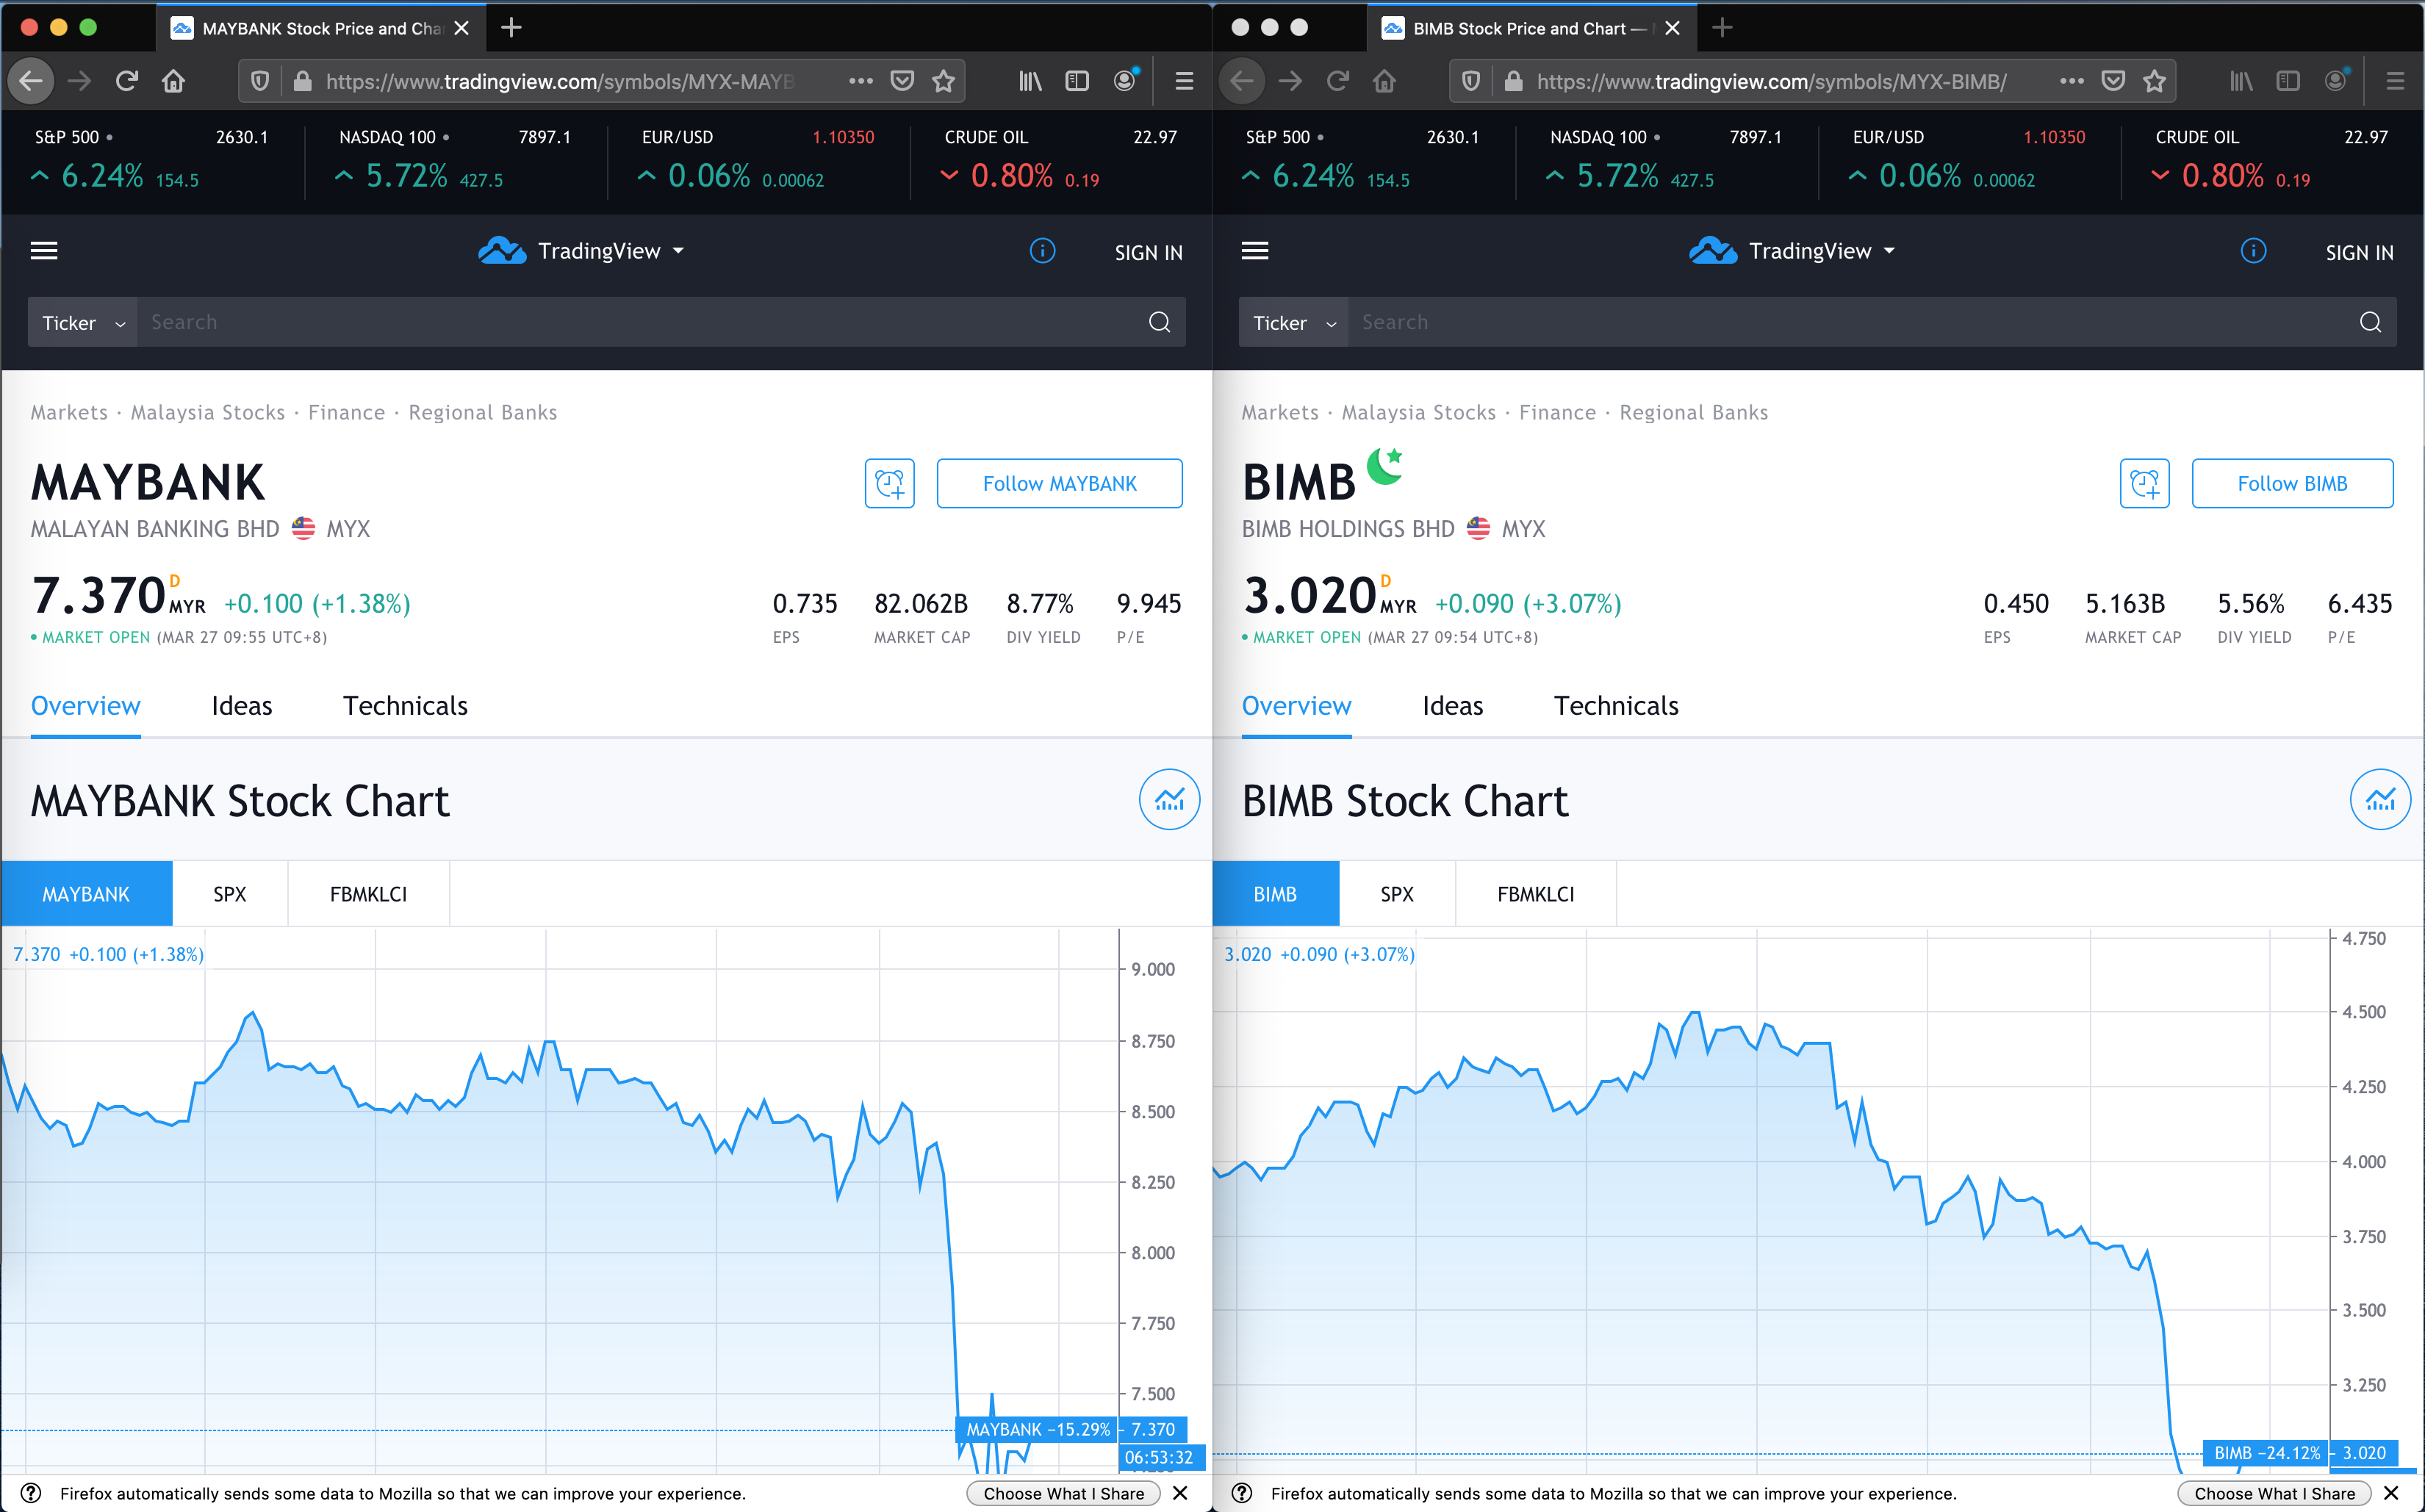 MAYBANK Stock Price and Cha
https://www.tradingview.com/symbols/MYX-MAYB
S&P 500 • 2630.1
6.24% 154.5
NASDAQ 100 • 7897.1
5.72% 427.5
EUR/USD 1.10350
0.06% 0.00062
CRUDE OIL 22.97
0.80% 0.19
TradingView
SIGN IN
Ticker Search
Markets · Malaysia Stocks · Finance · Regional Banks
MAYBANK
Follow MAYBANK
MALAYAN BANKING BHD MYX
7.370 D MYR +0.100 (+1.38%)
• MARKET OPEN (MAR 27 09:55 UTC+8)
0.735 82.062B 8.77% 9.945
EPS MARKET CAP DIV YIELD P/E
Overview Ideas Technicals
MAYBANK Stock Chart
MAYBANK SPX FBMKLCI
7.370 +0.100 (+1.38%)
9.000
8.750
8.500
8.250
8.000
7.750
7.500
MAYBANK −15.29% 7.370
06:53:32
Firefox automatically sends some data to Mozilla so that we can improve your experience. Choose What I Share
BIMB Stock Price and Chart —
https://www.tradingview.com/symbols/MYX-BIMB/
S&P 500 • 2630.1
6.24% 154.5
NASDAQ 100 • 7897.1
5.72% 427.5
EUR/USD 1.10350
0.06% 0.00062
CRUDE OIL 22.97
0.80% 0.19
TradingView
SIGN IN
Ticker Search
Markets · Malaysia Stocks · Finance · Regional Banks
BIMB
Follow BIMB
BIMB HOLDINGS BHD MYX
3.020 D MYR +0.090 (+3.07%)
• MARKET OPEN (MAR 27 09:54 UTC+8)
0.450 5.163B 5.56% 6.435
EPS MARKET CAP DIV YIELD P/E
Overview Ideas Technicals
BIMB Stock Chart
BIMB SPX FBMKLCI
3.020 +0.090 (+3.07%)
4.750
4.500
4.250
4.000
3.750
3.500
3.250
BIMB −24.12% 3.020
Firefox automatically sends some data to Mozilla so that we can improve your experience. Choose What I Share